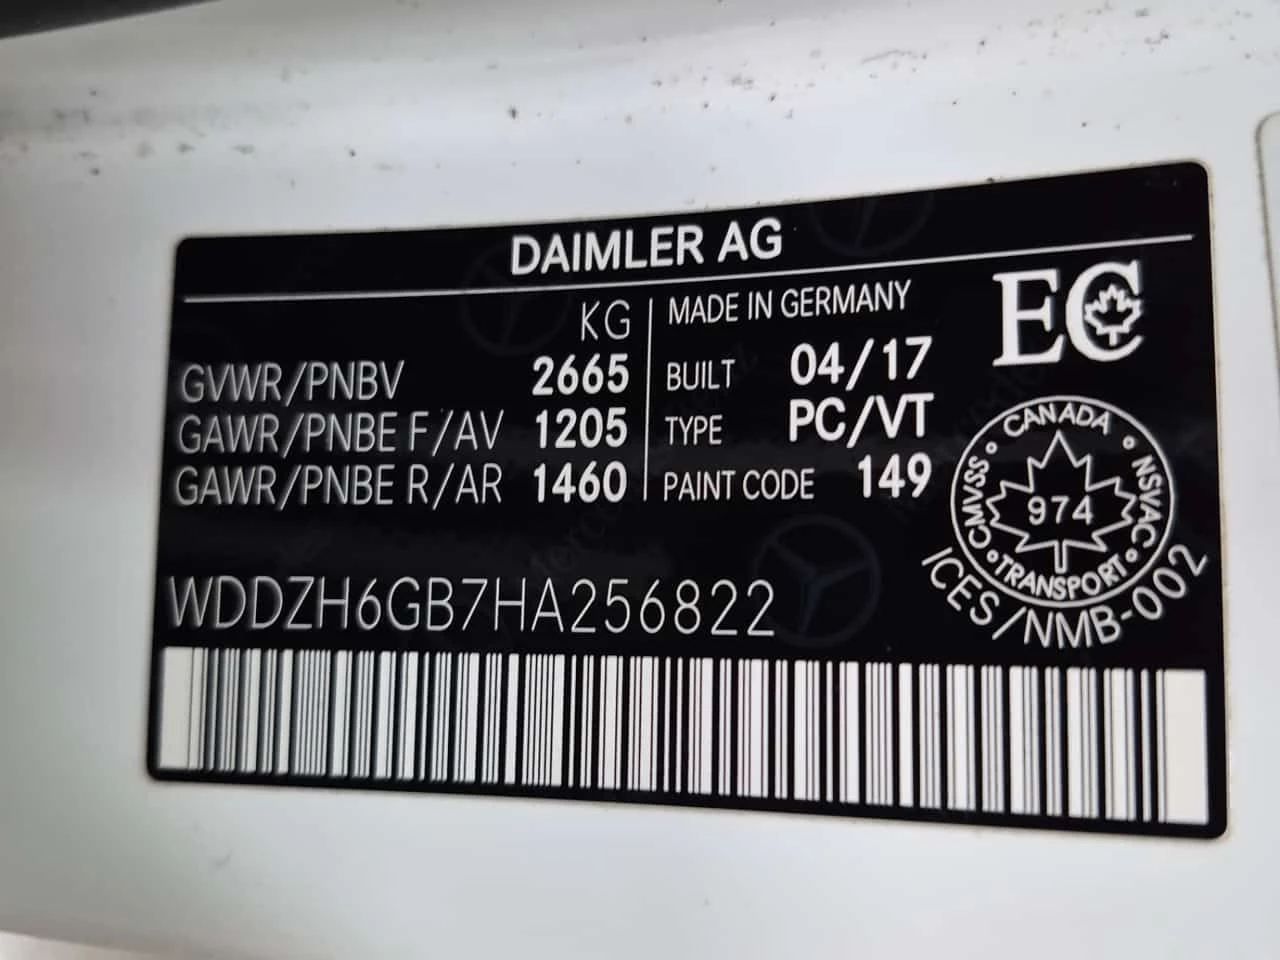 DAIMLER AG
KG
GVWR/PNBV 2665
GAWR/PNBE F/AV 1205
GAWR/PNBE R/AR 1460
MADE IN GERMANY
BUILT 04/17
TYPE PC/VT
PAINT CODE 149
EC
CANADA
CMVSS
974
NSVAC
TRANSPORT
ICES/NMB-002
WDDZH6GB7HA256822